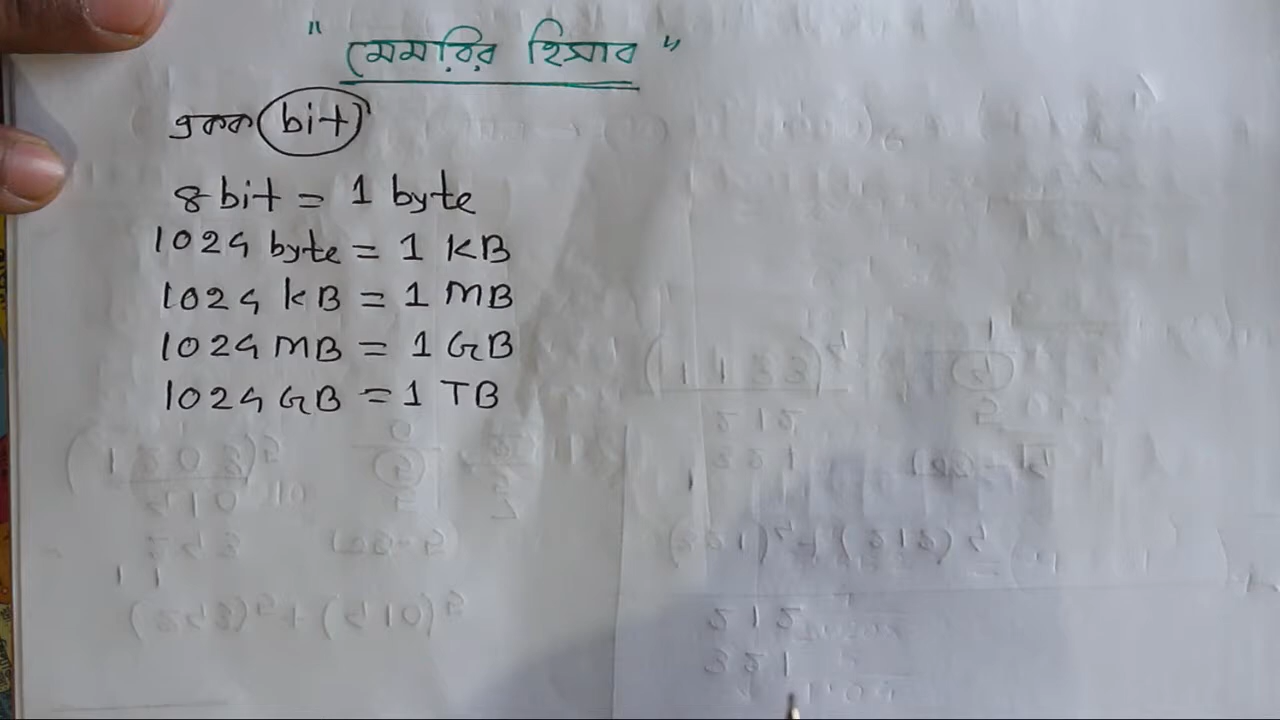 "মেমরির হিসাব"
একক bit
8 bit = 1 byte
1024 byte = 1 KB
1024 KB = 1 MB
1024 MB = 1 GB
1024 GB = 1 TB